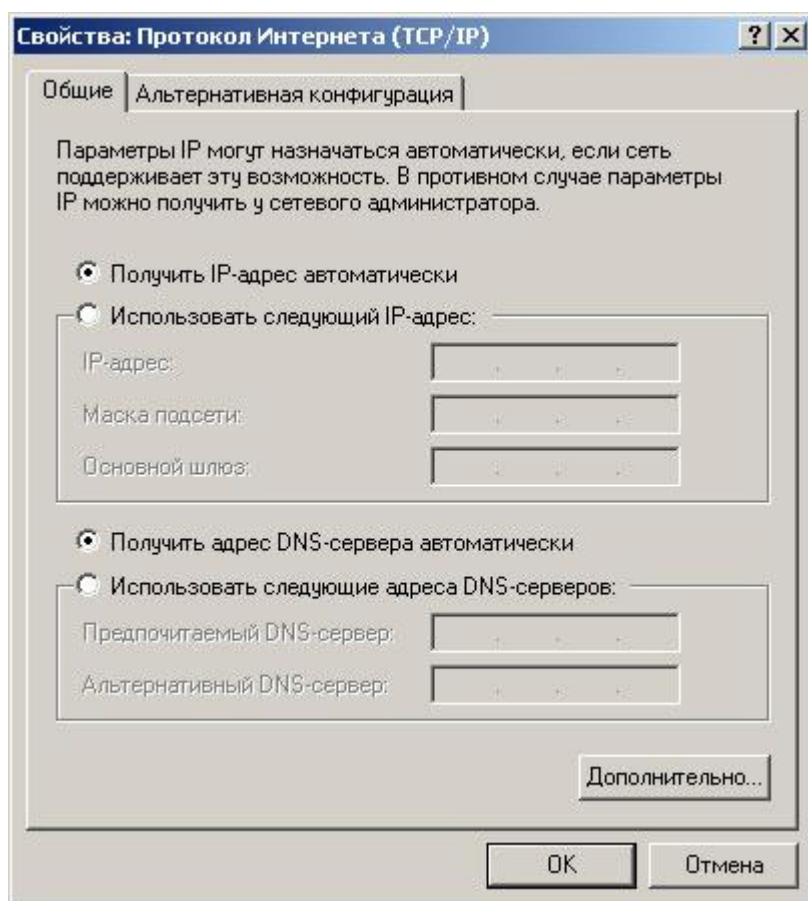 Свойства: Протокол Интернета (TCP/IP)
Общие
Альтернативная конфигурация
Параметры IP могут назначаться автоматически, если сеть
поддерживает эту возможность. В противном случае параметры
IP можно получить у сетевого администратора.
Получить IP-адрес автоматически
Использовать следующий IP-адрес:
IP-адрес:
Маска подсети:
Основной шлюз:
Получить адрес DNS-сервера автоматически
Использовать следующие адреса DNS-серверов:
Предпочитаемый DNS-сервер:
Альтернативный DNS-сервер:
Дополнительно...
OK
Отмена